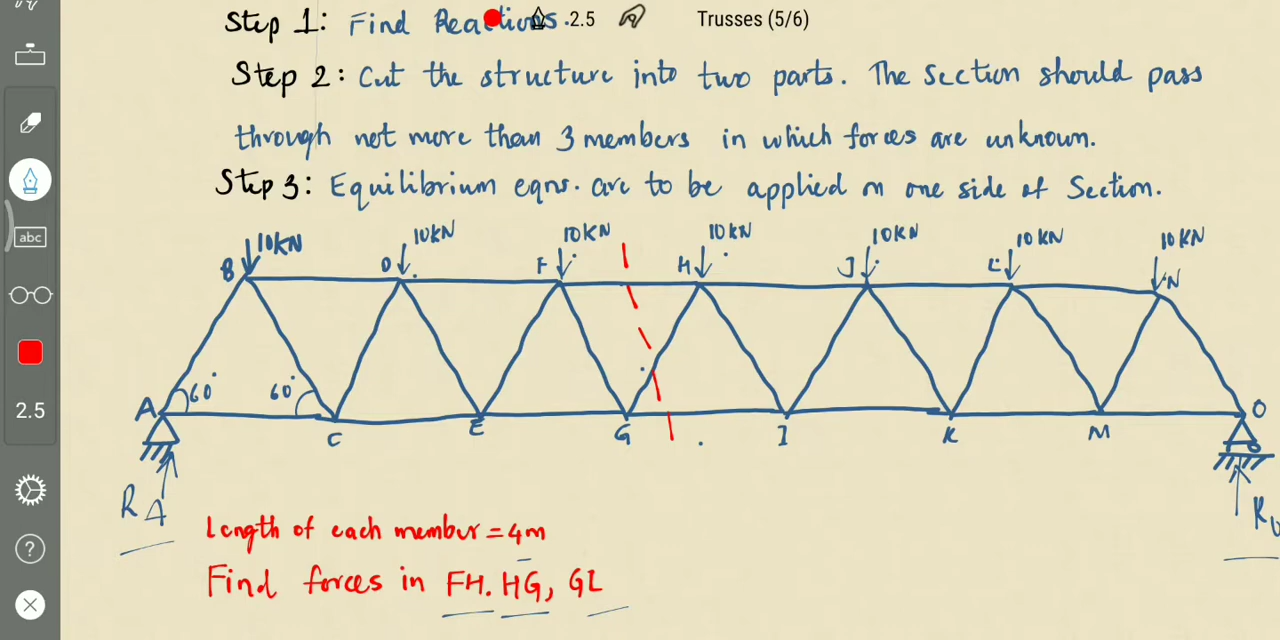 Step 1: Find Reactions. 2.5 Trusses (5/6)
Step 2: Cut the structure into two parts. The section should pass
through not more than 3 members in which forces are unknown.
Step 3: Equilibrium eqns. are to be applied on one side of Section.
abc
2.5
10KN 10KN 10KN 10KN 10KN 10KN 10KN
B D F H J L N
60° 60°
A C E G I K M O
RA
Length of each member = 4m
Find forces in FH. HG, GI